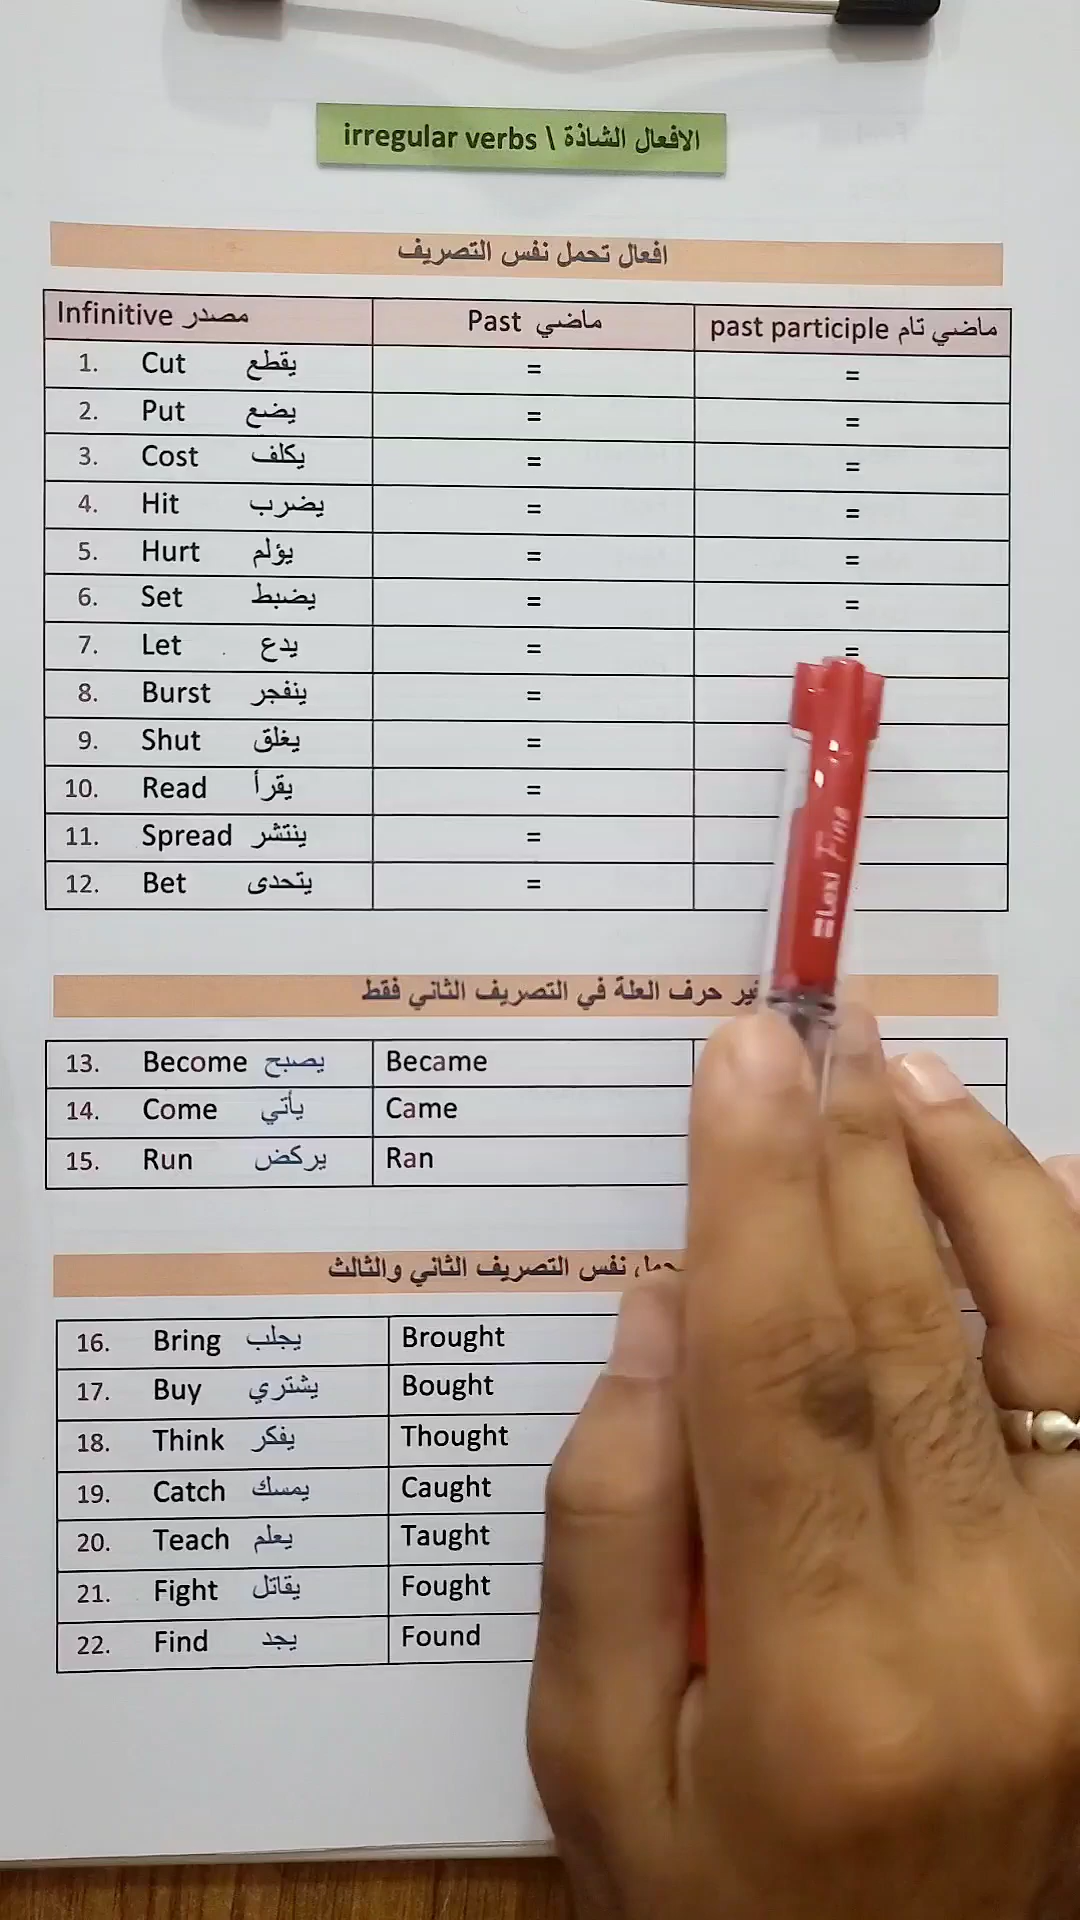 irregular verbs \ الافعال الشاذة
افعال تحمل نفس التصريف
Infinitive مصدر Past ماضي past participle ماضي تام
1. Cut يقطع = =
2. Put يضع = =
3. Cost يكلف = =
4. Hit يضرب = =
5. Hurt يؤلم = =
6. Set يضبط = =
7. Let يدع = =
8. Burst ينفجر =
9. Shut يغلق =
10. Read يقرأ =
11. Spread ينتشر =
12. Bet يتحدى =
حرف العلة في التصريف الثاني فقط
13. Become يصبح Became
14. Come يأتي Came
15. Run يركض Ran
نفس التصريف الثاني والثالث
16. Bring يجلب Brought
17. Buy يشتري Bought
18. Think يفكر Thought
19. Catch يمسك Caught
20. Teach يعلم Taught
21. Fight يقاتل Fought
22. Find يجد Found
Fine